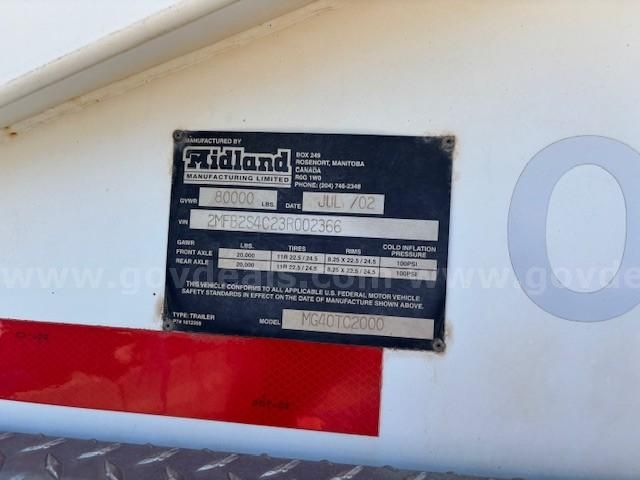 MANUFACTURED BY
Midland
MANUFACTURING LIMITED
BOX 249
ROSENORT, MANITOBA
CANADA
R0G 1W0
PHONE: (204) 746-2348
GVWR 80000 LBS. DATE JUL /02
VIN 2MFB2S4C23R002366
GAWR LBS. TIRES RIMS COLD INFLATION PRESSURE
FRONT AXLE 20,000 11R 22.5 / 24.5 8.25 X 22.5 / 24.5 100PSI
REAR AXLE 20,000 11R 22.5 / 24.5 8.25 X 22.5 / 24.5 100PSI
THIS VEHICLE CONFORMS TO ALL APPLICABLE U.S. FEDERAL MOTOR VEHICLE
SAFETY STANDARDS IN EFFECT ON THE DATE OF MANUFACTURE SHOWN ABOVE.
TYPE: TRAILER
MODEL MG40TC2000
O
www.govdeals